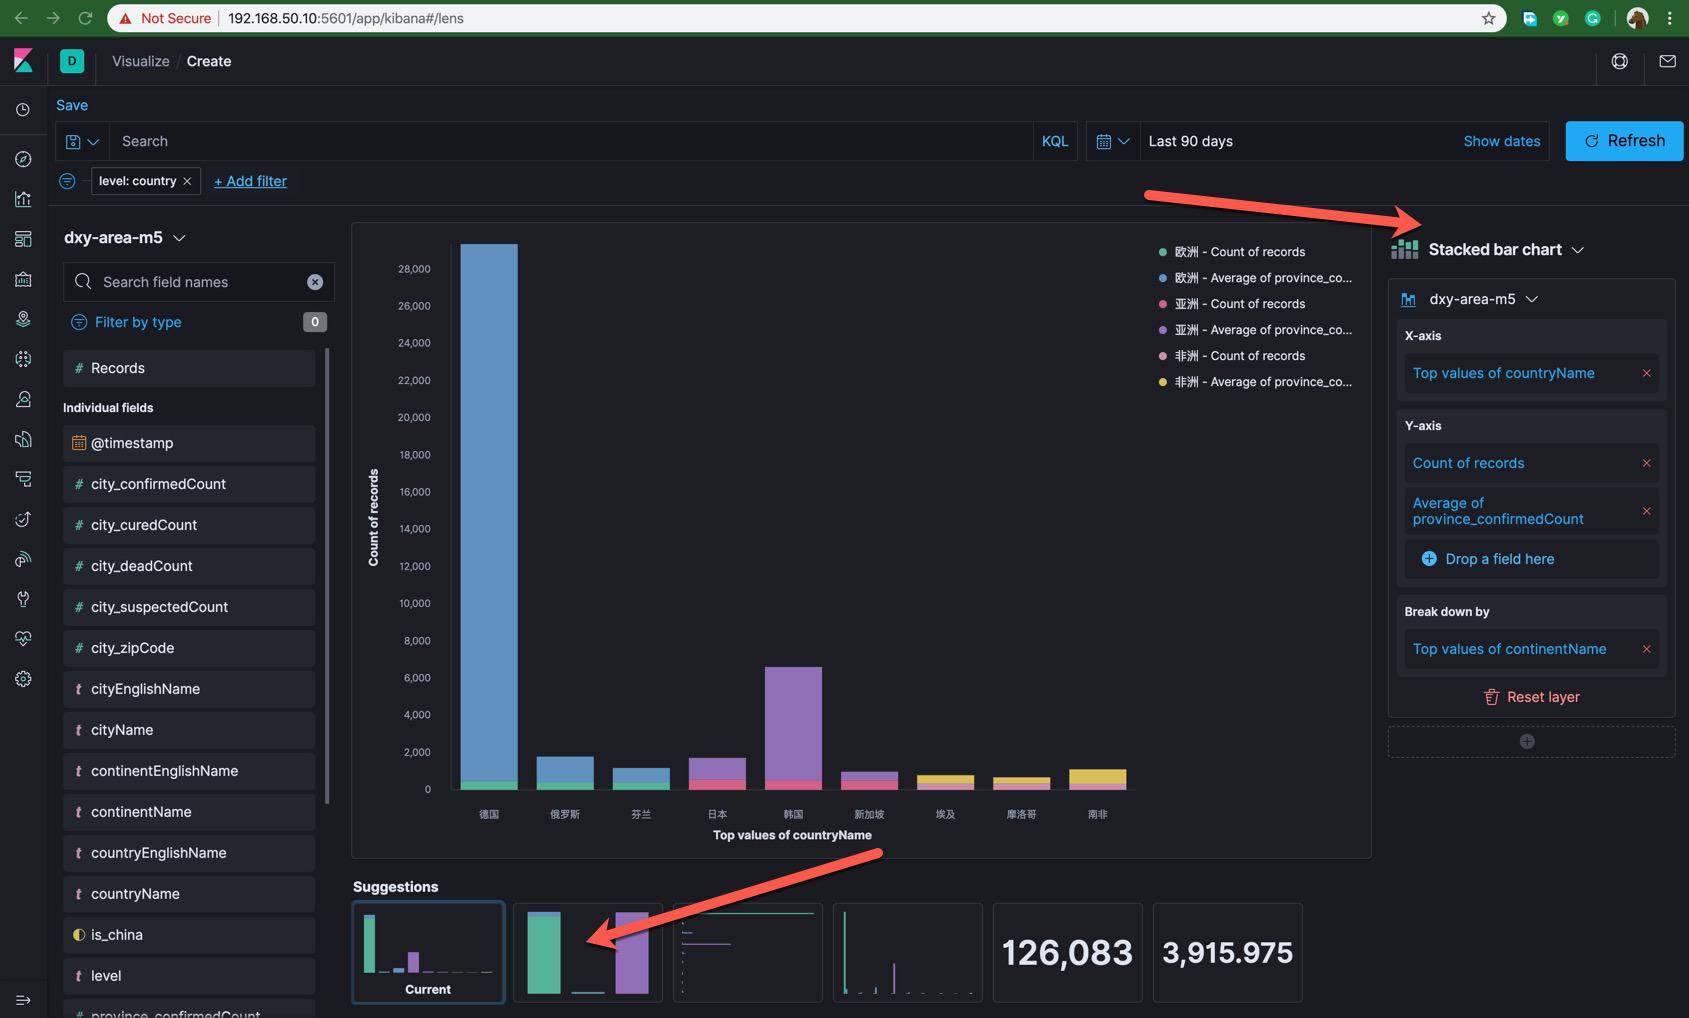 Not Secure
192.168.50.10:5601/app/kibana#/lens
D
Visualize / Create
Save
Search
KQL
Last 90 days
Show dates
Refresh
level: country ×
+ Add filter
dxy-area-m5
Search field names
Filter by type
0
# Records
Individual fields
@timestamp
# city_confirmedCount
# city_curedCount
# city_deadCount
# city_suspectedCount
# city_zipCode
t cityEnglishName
t cityName
t continentEnglishName
t continentName
t countryEnglishName
t countryName
is_china
t level
# province_confirmedCount
Count of records
28,000
26,000
24,000
22,000
20,000
18,000
16,000
14,000
12,000
10,000
8,000
6,000
4,000
2,000
0
德国
俄罗斯
芬兰
日本
韩国
新加坡
埃及
摩洛哥
南非
Top values of countryName
欧洲 - Count of records
欧洲 - Average of province_co...
亚洲 - Count of records
亚洲 - Average of province_co...
非洲 - Count of records
非洲 - Average of province_co...
Suggestions
Current
126,083
3,915.975
Stacked bar chart
dxy-area-m5
X-axis
Top values of countryName
Y-axis
Count of records
Average of
province_confirmedCount
Drop a field here
Break down by
Top values of continentName
Reset layer